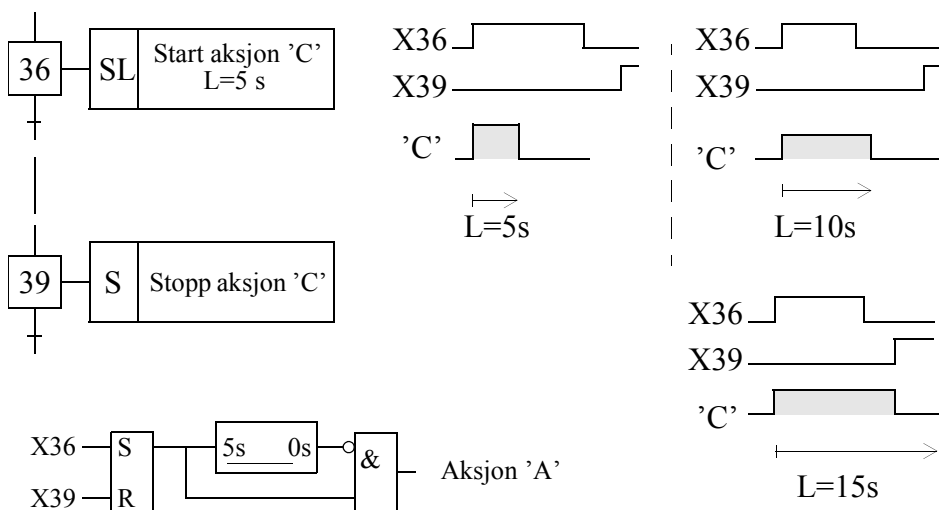 36
SL
Start aksjon ’C’
L=5 s
39
S
Stopp aksjon ’C’
X36
X39
’C’
L=5s
X36
X39
’C’
L=10s
X36
X39
’C’
L=15s
X36
X39
S
R
5s
0s
&
Aksjon ’A’